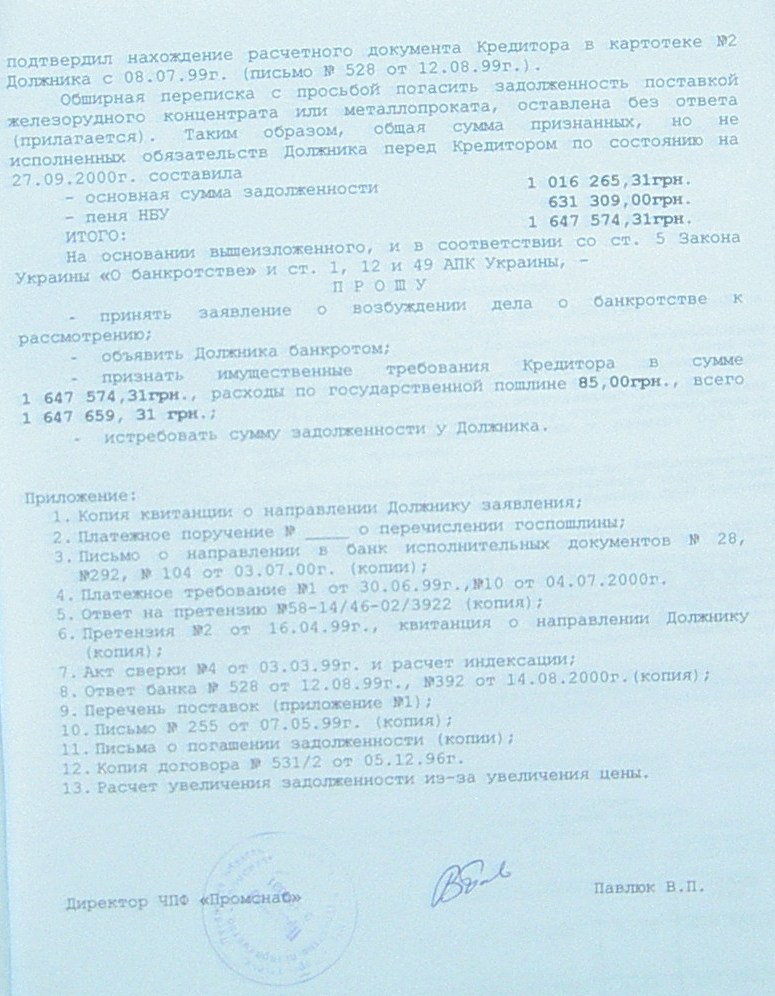 подтвердил нахождение расчетного документа Кредитора в картотеке №2
Должника с 08.07.99г. (письмо № 528 от 12.08.99г.).
Обширная переписка с просьбой погасить задолженность поставкой
железорудного концентрата или металлопроката, оставлена без ответа
(прилагается). Таким образом, общая сумма признанных, но не
исполненных обязательств Должника перед Кредитором по состоянию на
27.09.2000г. составила
- основная сумма задолженности 1 016 265,31грн.
- пеня НБУ 631 309,00грн.
ИТОГО: 1 647 574,31грн.
На основании вышеизложенного, и в соответствии со ст. 5 Закона
Украины «О банкротстве» и ст. 1, 12 и 49 АПК Украины, -
П Р О Ш У
- принять заявление о возбуждении дела о банкротстве к
рассмотрению;
- объявить Должника банкротом;
- признать имущественные требования Кредитора в сумме
1 647 574,31грн., расходы по государственной пошлине 85,00грн., всего
1 647 659, 31 грн.;
- истребовать сумму задолженности у Должника.
Приложение:
1. Копия квитанции о направлении Должнику заявления;
2. Платежное поручение № ____ о перечислении госпошлины;
3. Письмо о направлении в банк исполнительных документов № 28,
№292, № 104 от 03.07.00г. (копии);
4. Платежное требование №1 от 30.06.99г.,№10 от 04.07.2000г.
5. Ответ на претензию №58-14/46-02/3922 (копия);
6. Претензия №2 от 16.04.99г., квитанция о направлении Должнику
(копия);
7. Акт сверки №4 от 03.03.99г. и расчет индексации;
8. Ответ банка № 528 от 12.08.99г., №392 от 14.08.2000г.(копия);
9. Перечень поставок (приложение №1);
10. Письмо № 255 от 07.05.99г. (копия);
11. Письма о погашении задолженности (копии);
12. Копия договора № 531/2 от 05.12.96г.
13. Расчет увеличения задолженности из-за увеличения цены.
Директор ЧПФ «Промснаб» Павлюк В.П.